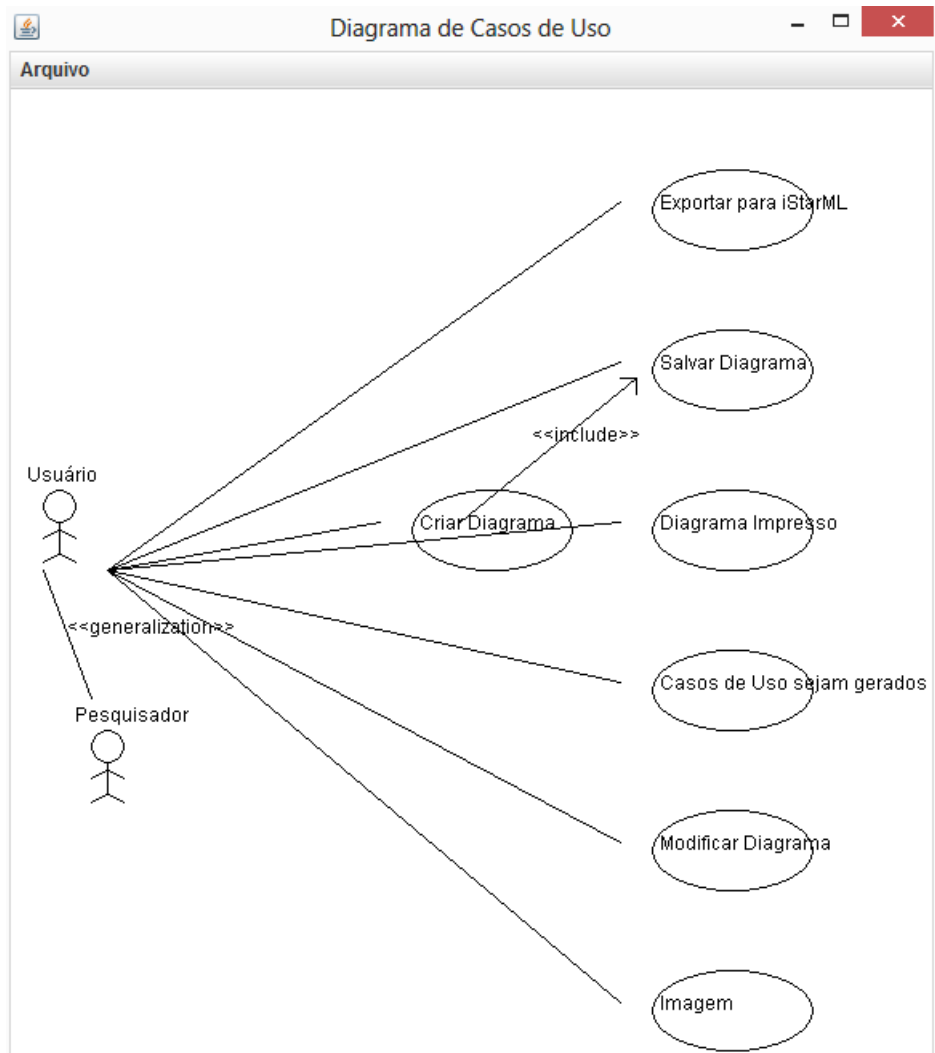 Diagrama de Casos de Uso
Arquivo
Exportar para iStarML
Salvar Diagrama
<<include>>
Usuário
Criar Diagrama
Diagrama Impresso
<<generalization>>
Casos de Uso sejam gerados
Pesquisador
Modificar Diagrama
Imagem